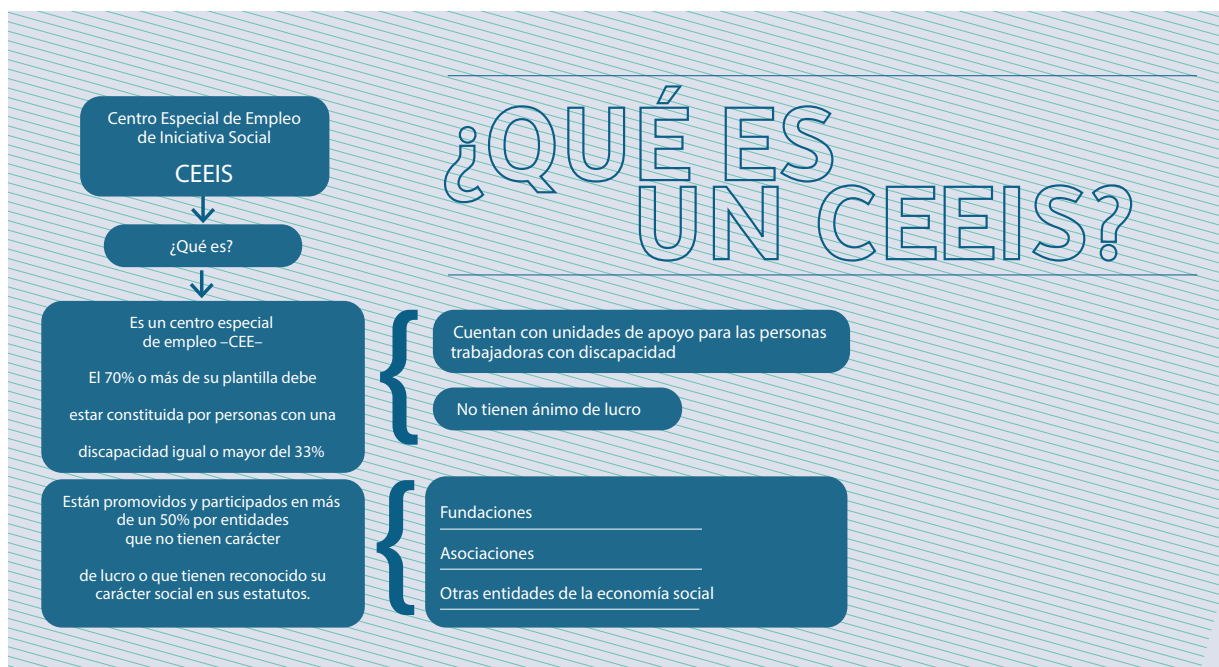 ¿QUÉ ES
UN CEEIS?
Centro Especial de Empleo
de Iniciativa Social
CEEIS
¿Qué es?
Es un centro especial
de empleo –CEE–
El 70% o más de su plantilla debe
estar constituida por personas con una
discapacidad igual o mayor del 33%
Cuentan con unidades de apoyo para las personas
trabajadoras con discapacidad
No tienen ánimo de lucro
Están promovidos y participados en más
de un 50% por entidades
que no tienen carácter
de lucro o que tienen reconocido su
carácter social en sus estatutos.
Fundaciones
Asociaciones
Otras entidades de la economía social